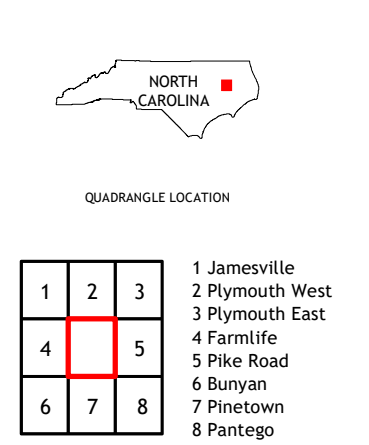 NORTH
CAROLINA
QUADRANGLE LOCATION
1 2 3
4 5
6 7 8
1 Jamesville
2 Plymouth West
3 Plymouth East
4 Farmlife
5 Pike Road
6 Bunyan
7 Pinetown
8 Pantego